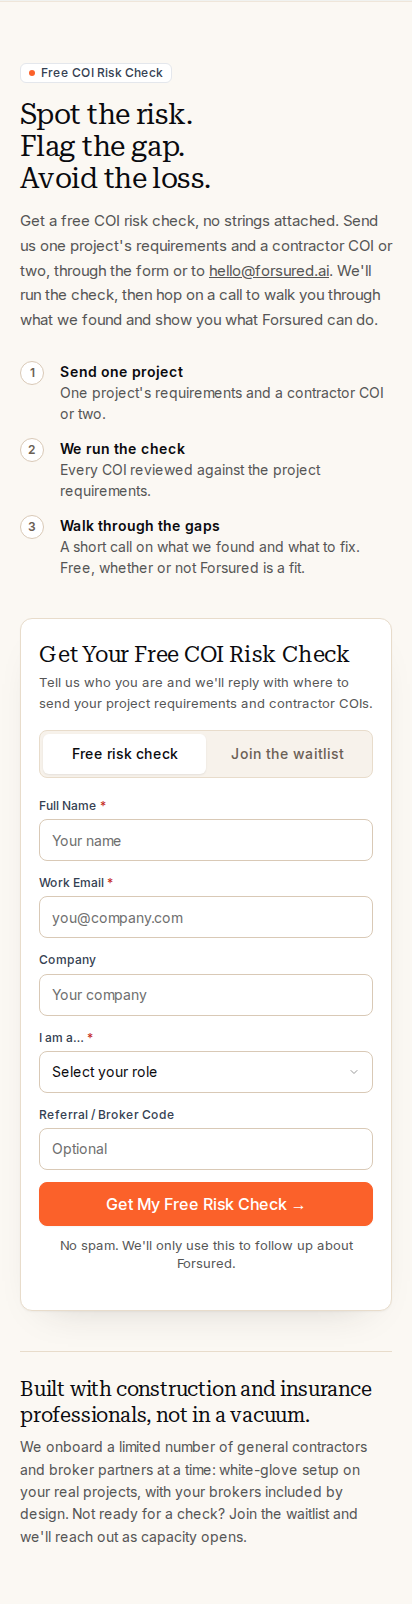 Free COI Risk Check
Spot the risk.
Flag the gap.
Avoid the loss.
Get a free COI risk check, no strings attached. Send
us one project's requirements and a contractor COI or
two, through the form or to hello@forsured.ai. We'll
run the check, then hop on a call to walk you through
what we found and show you what Forsured can do.
1
Send one project
One project's requirements and a contractor COI
or two.
2
We run the check
Every COI reviewed against the project
requirements.
3
Walk through the gaps
A short call on what we found and what to fix.
Free, whether or not Forsured is a fit.
Get Your Free COI Risk Check
Tell us who you are and we'll reply with where to
send your project requirements and contractor COIs.
Free risk check
Join the waitlist
Full Name *
Your name
Work Email *
you@company.com
Company
Your company
I am a... *
Select your role
Referral / Broker Code
Optional
Get My Free Risk Check →
No spam. We'll only use this to follow up about
Forsured.
Built with construction and insurance
professionals, not in a vacuum.
We onboard a limited number of general contractors
and broker partners at a time: white-glove setup on
your real projects, with your brokers included by
design. Not ready for a check? Join the waitlist and
we'll reach out as capacity opens.